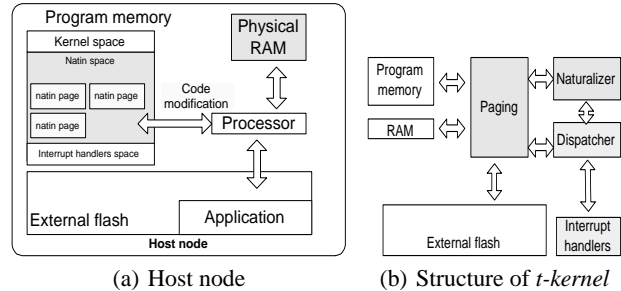 Program memory
Kernel space
Natin space
natin page
natin page
natin page
Interrupt handlers space
Code
modification
Physical
RAM
Processor
External flash
Application
Host node
(a) Host node
Program
memory
RAM
Paging
Naturalizer
Dispatcher
External flash
Interrupt
handlers
(b) Structure of t-kernel